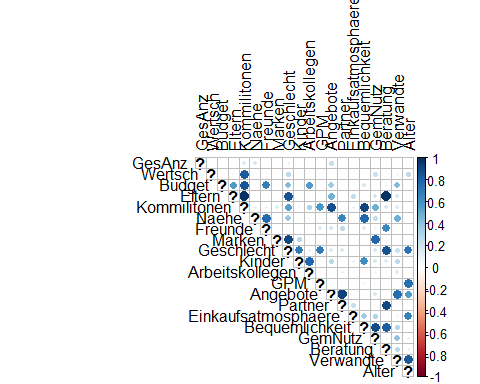 GesAnz
Wertsch
Budget
Eltern
Kommilitonen
Naehe
Freunde
Marken
Geschlecht
Kinder
Arbeitskollegen
GPM
Angebote
Partner
Einkaufsatmosphaere
Bequemlichkeit
GemNutz
Beratung
Verwandte
Alter
GesAnz ?
Wertsch ?
Budget ?
Eltern ?
Kommilitonen ?
Naehe ?
Freunde ?
Marken ?
Geschlecht ?
Kinder ?
Arbeitskollegen ?
GPM ?
Angebote ?
Partner ?
Einkaufsatmosphaere ?
Bequemlichkeit ?
GemNutz ?
Beratung ?
Verwandte ?
Alter ?
1
0.8
0.6
0.4
0.2
0
-0.2
-0.4
-0.6
-0.8
-1